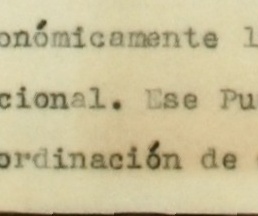 onómicamente l
cional. Ese Pu
ordinación de